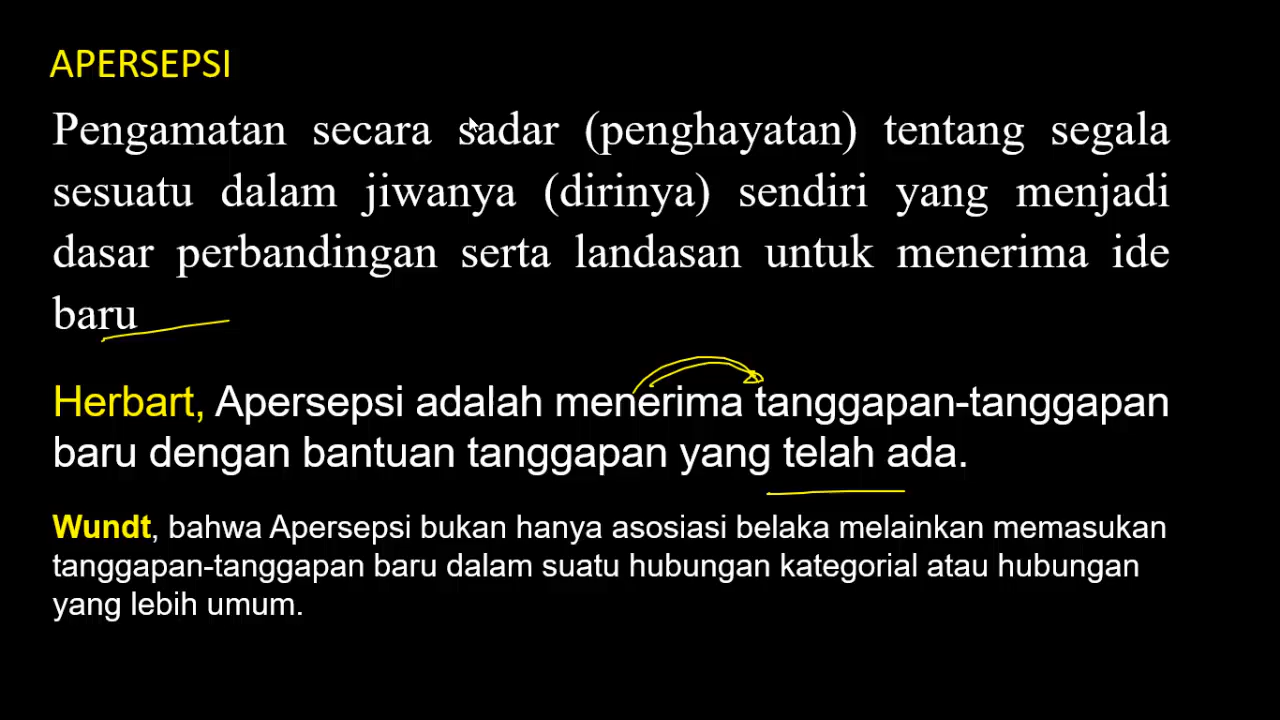 APERSEPSI
Pengamatan secara sadar (penghayatan) tentang segala
sesuatu dalam jiwanya (dirinya) sendiri yang menjadi
dasar perbandingan serta landasan untuk menerima ide
baru
Herbart, Apersepsi adalah menerima tanggapan-tanggapan
baru dengan bantuan tanggapan yang telah ada.
Wundt, bahwa Apersepsi bukan hanya asosiasi belaka melainkan memasukan
tanggapan-tanggapan baru dalam suatu hubungan kategorial atau hubungan
yang lebih umum.